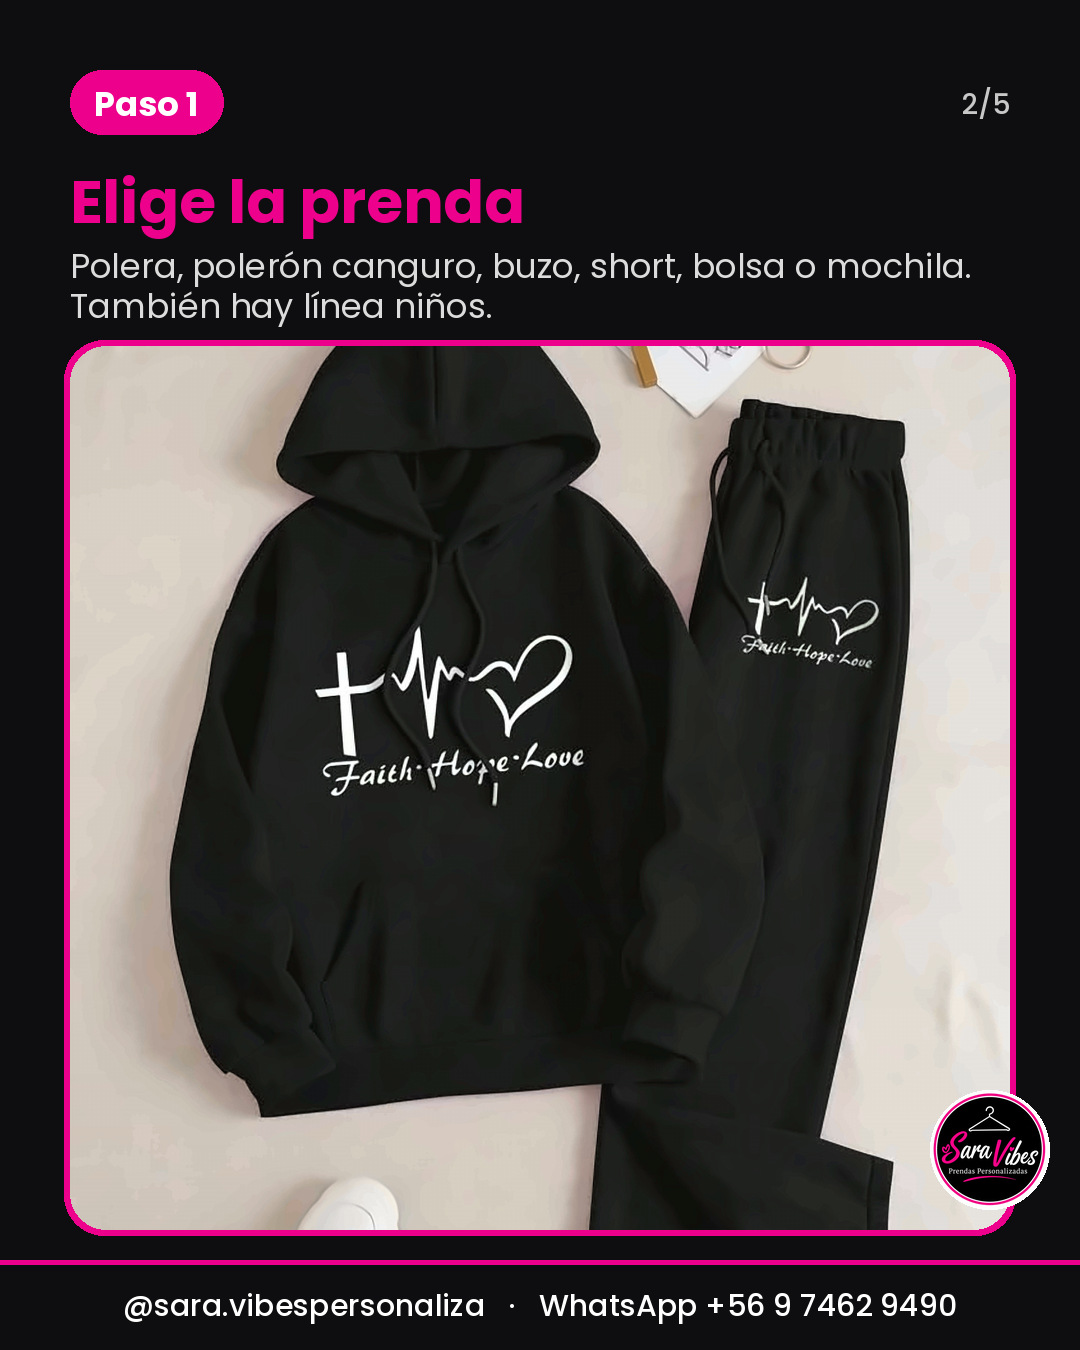 Paso 1
2/5
Elige la prenda
Polera, polerón canguro, buzo, short, bolsa o mochila.
También hay línea niños.
Faith·Hope·Love
Faith·Hope·Love
Sara Vibes
Prendas Personalizadas
@sara.vibespersonaliza · WhatsApp +56 9 7462 9490